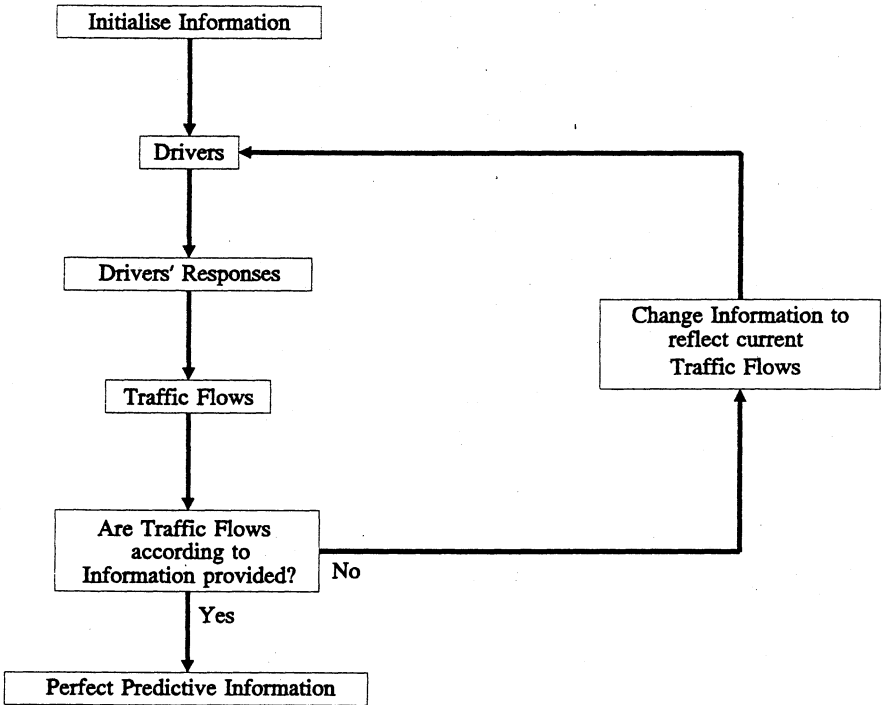 Initialise Information
Drivers
Drivers' Responses
Change Information to
reflect current
Traffic Flows
Traffic Flows
Are Traffic Flows
according to
Information provided?
No
Yes
Perfect Predictive Information